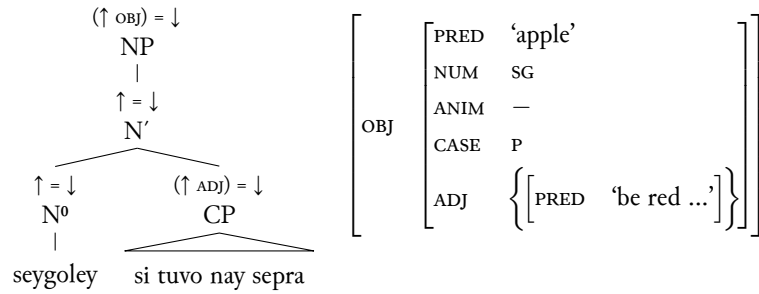 (↑ OBJ) = ↓
NP
↑ = ↓
N′
↑ = ↓ (↑ ADJ) = ↓
N⁰ CP
seygoley si tuvo nay sepra
OBJ
PRED ‘apple’
NUM SG
ANIM —
CASE P
ADJ { [ PRED ‘be red ...’ ] }